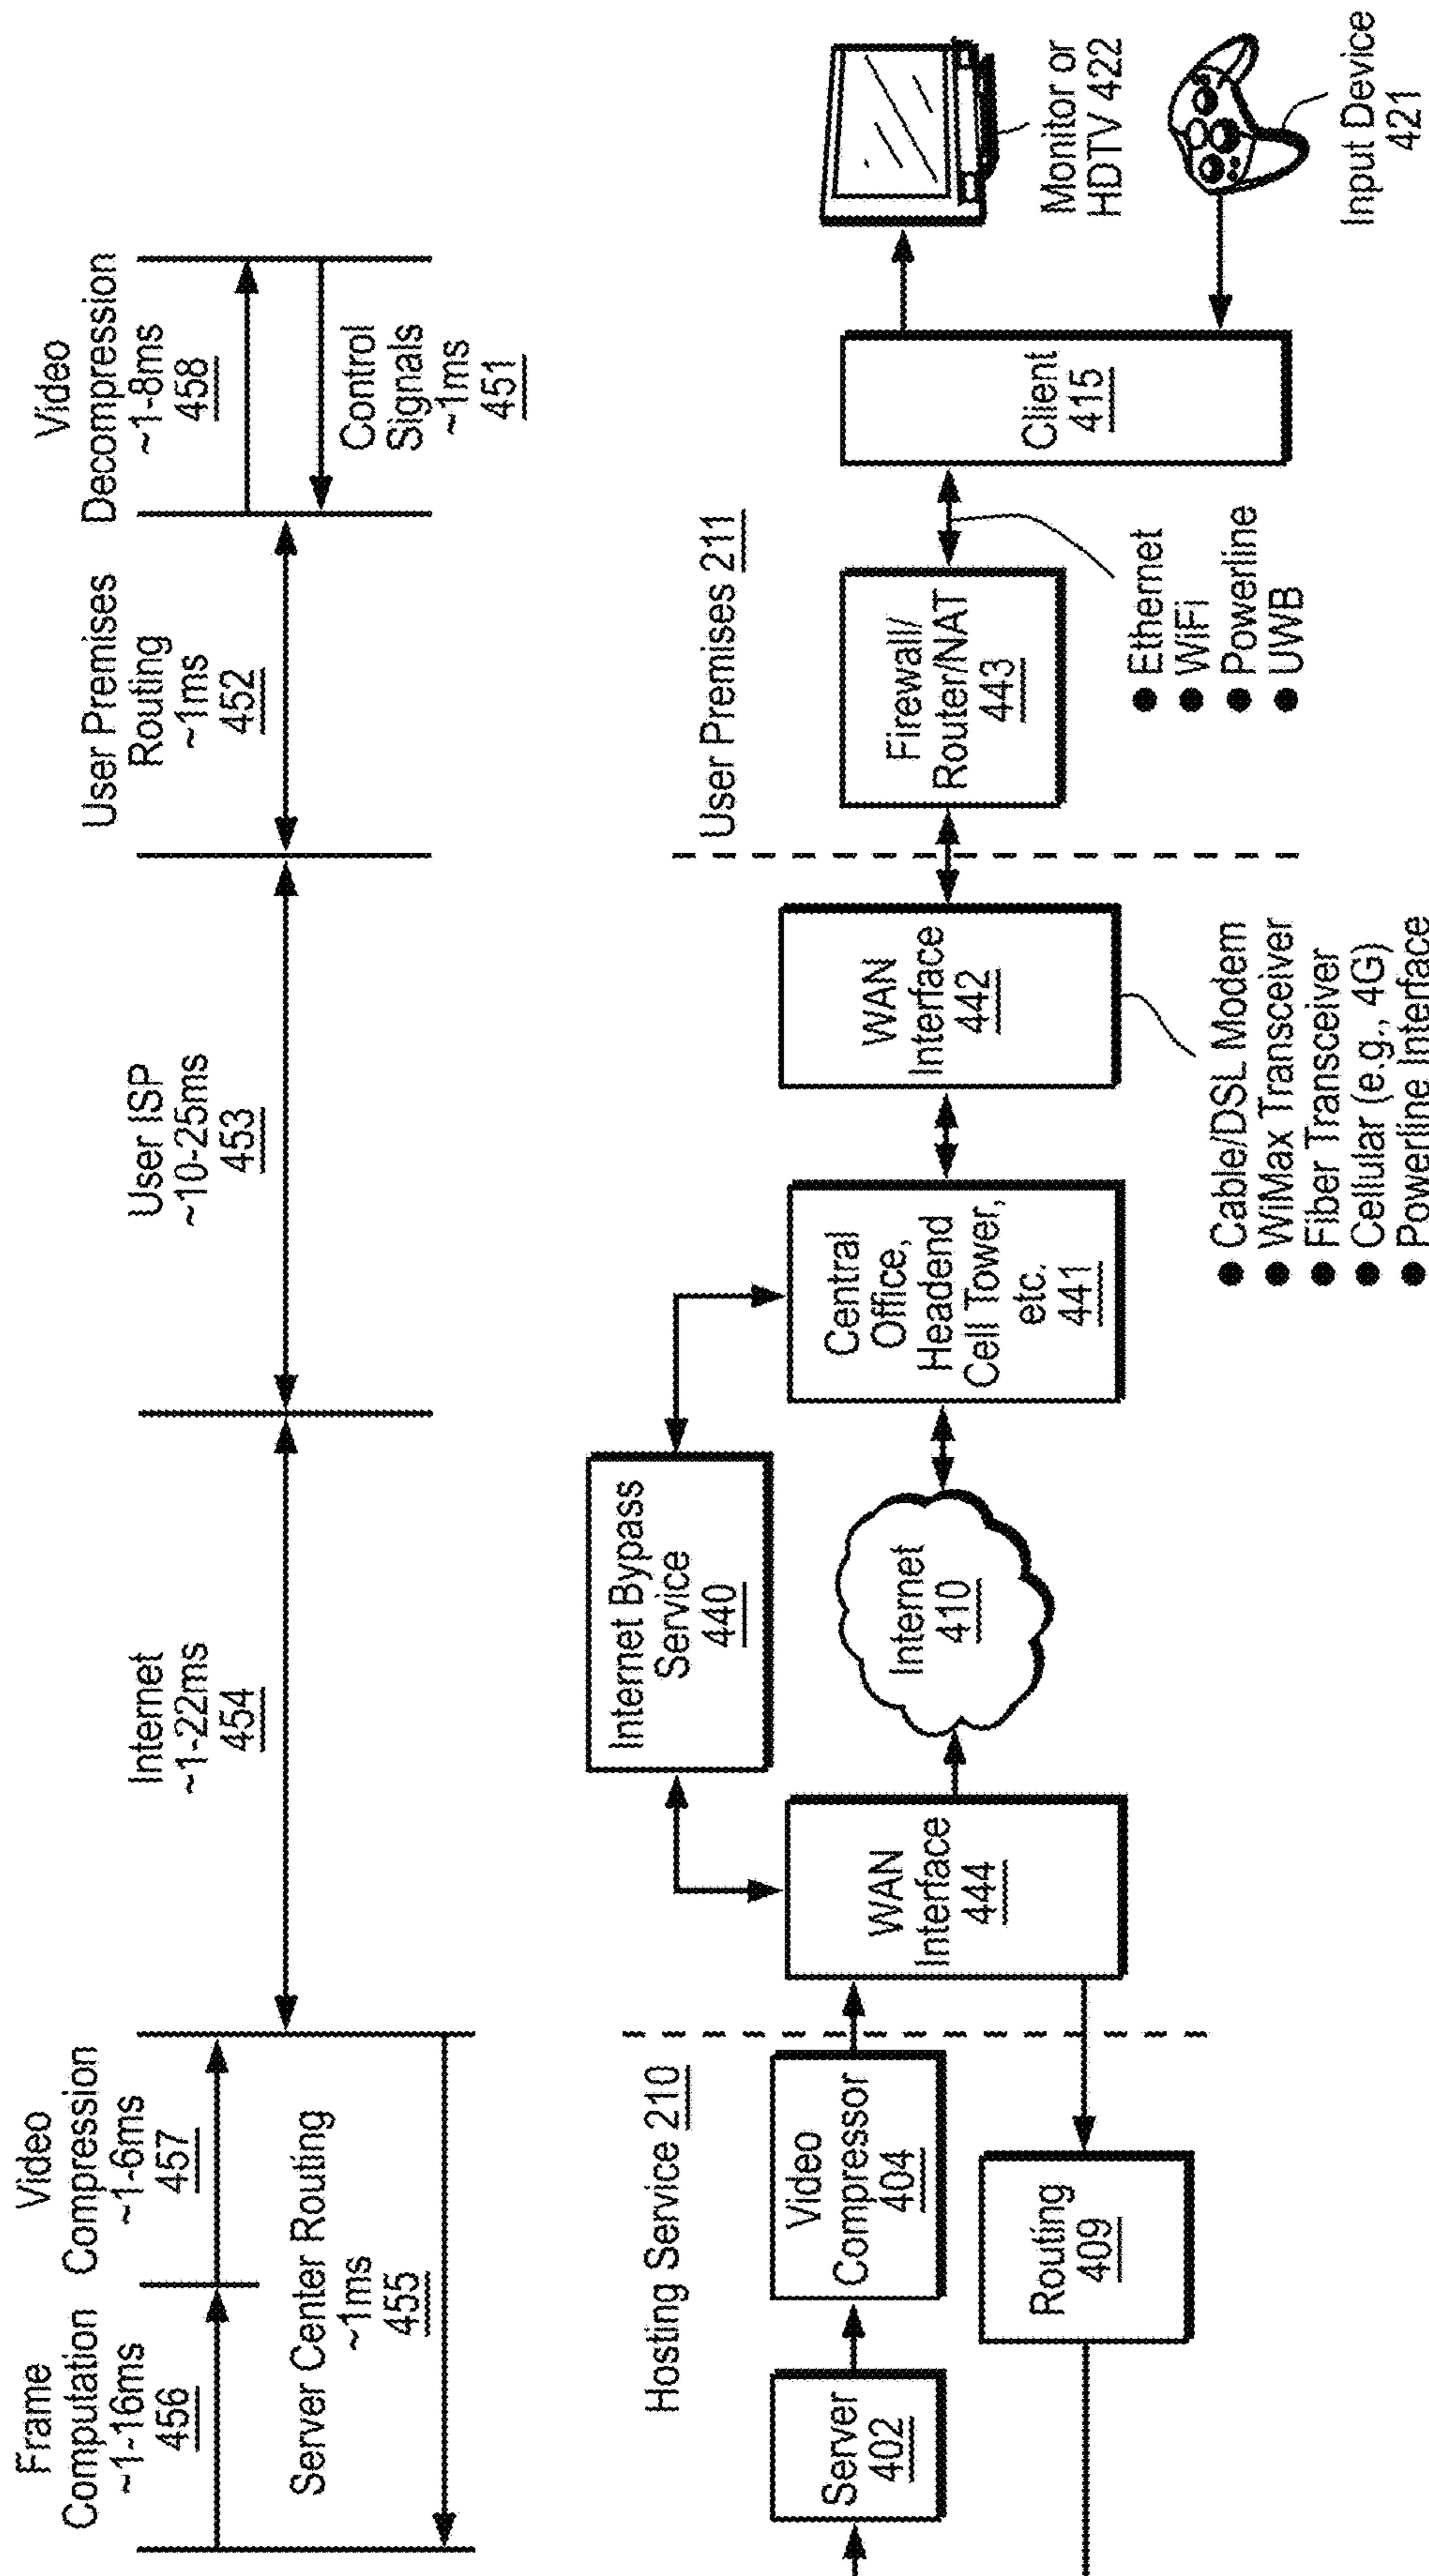 Frame
Computation
~1-16ms
456
Video
Compression
~1-6ms
457
Server Center Routing
~1ms
455
Internet
~1-22ms
454
User ISP
~10-25ms
453
User Premises
Routing
~1ms
452
Video
Decompression
~1-8ms
458
Control
Signals
~1ms
451
Hosting Service 210
Server
402
Video
Compressor
404
Routing
409
WAN
Interface
444
Internet Bypass
Service
440
Internet
410
Central
Office,
Headend
Cell Tower,
etc.
441
WAN
Interface
442
● Cable/DSL Modem
● WiMax Transceiver
● Fiber Transceiver
● Cellular (e.g., 4G)
● Powerline Interface
User Premises 211
Firewall/
Router/NAT
443
● Ethernet
● WiFi
● Powerline
● UWB
Client
415
Monitor or
HDTV 422
Input Device
421